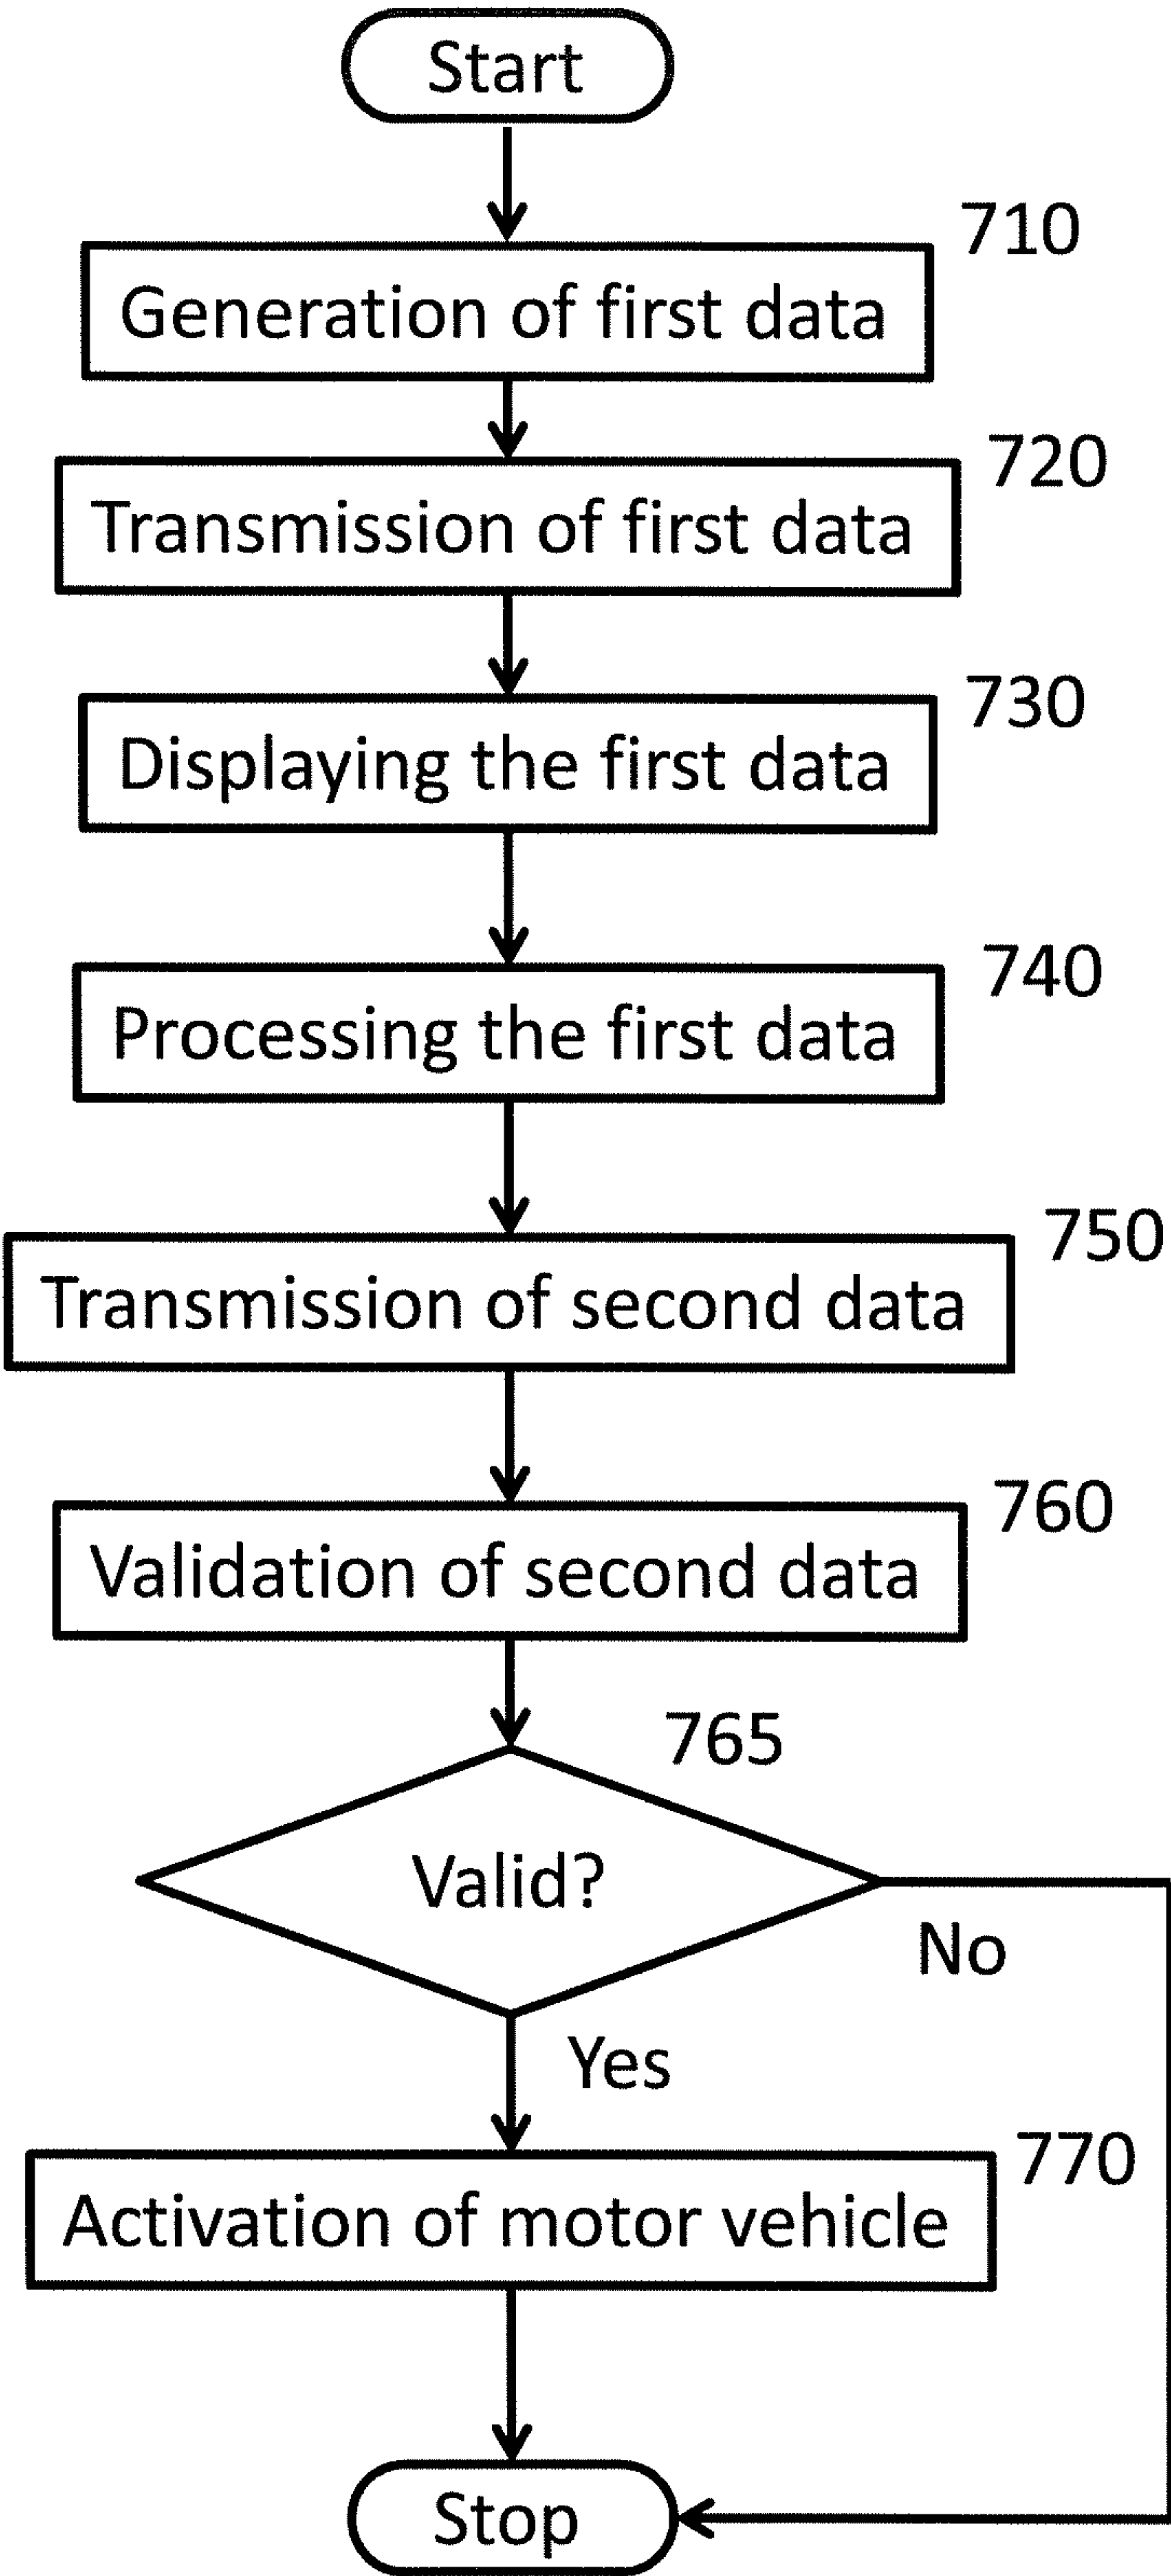 Start
710
Generation of first data
720
Transmission of first data
730
Displaying the first data
740
Processing the first data
750
Transmission of second data
760
Validation of second data
765
Valid?
No
Yes
770
Activation of motor vehicle
Stop